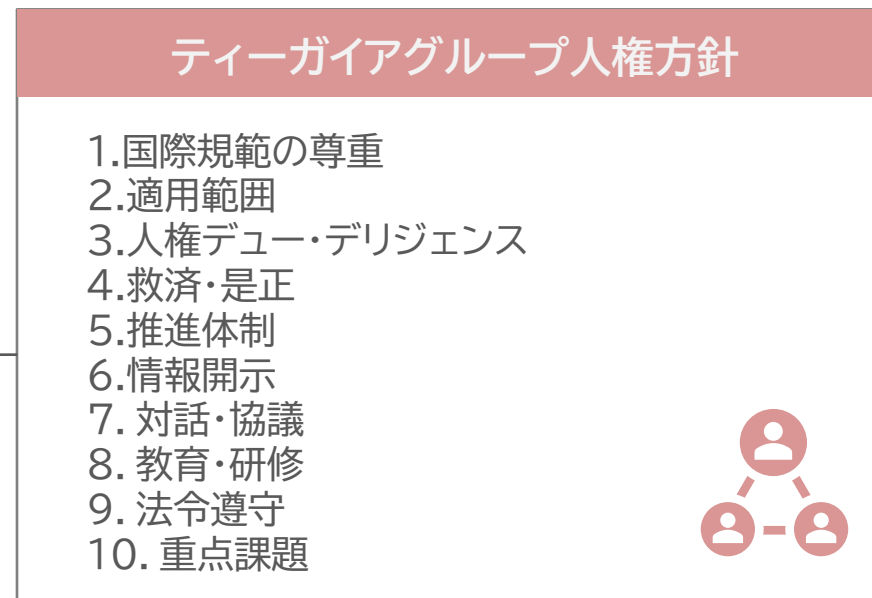 ティーガイアグループ人権方針
1.国際規範の尊重
2.適用範囲
3.人権デュー・デリジェンス
4.救済・是正
5.推進体制
6.情報開示
7. 対話・協議
8. 教育・研修
9. 法令遵守
10. 重点課題